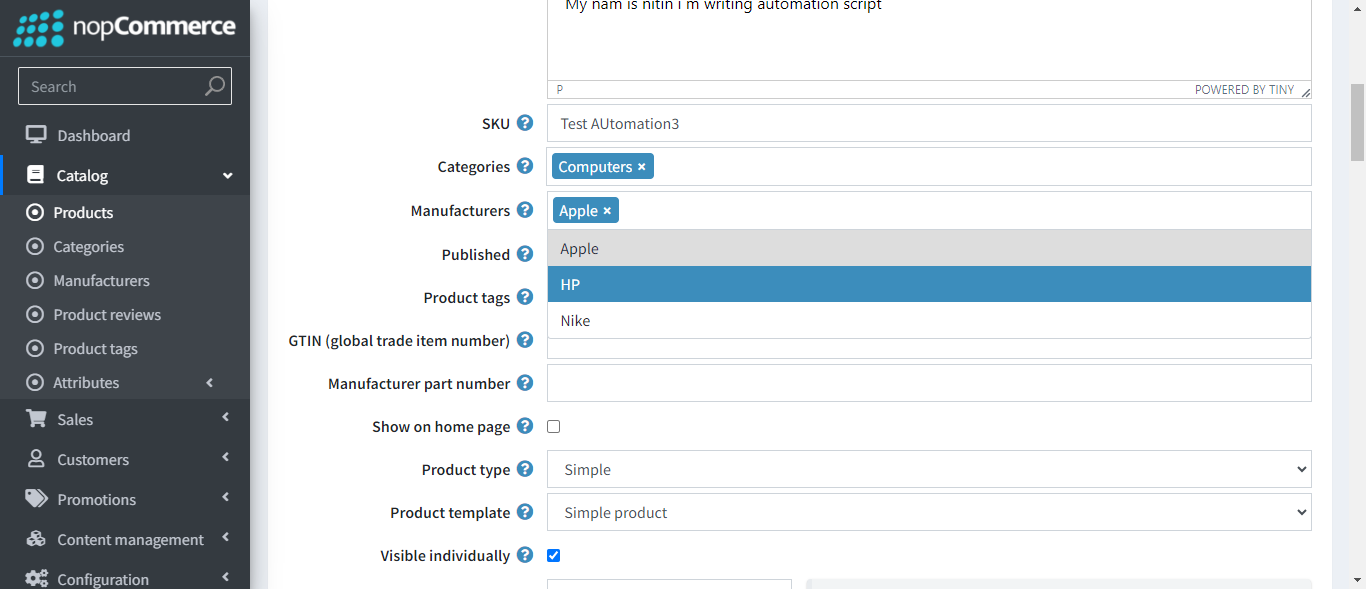 nopCommerce
Search
Dashboard
Catalog
Products
Categories
Manufacturers
Product reviews
Product tags
Attributes
Sales
Customers
Promotions
Content management
Configuration
My nam is nitin i m writing automation script
P POWERED BY TINY
SKU ? Test AUtomation3
Categories ? Computers ×
Manufacturers ? Apple ×
Published ? Apple
HP
Product tags ?
Nike
GTIN (global trade item number) ?
Manufacturer part number ?
Show on home page ?
Product type ? Simple
Product template ? Simple product
Visible individually ?